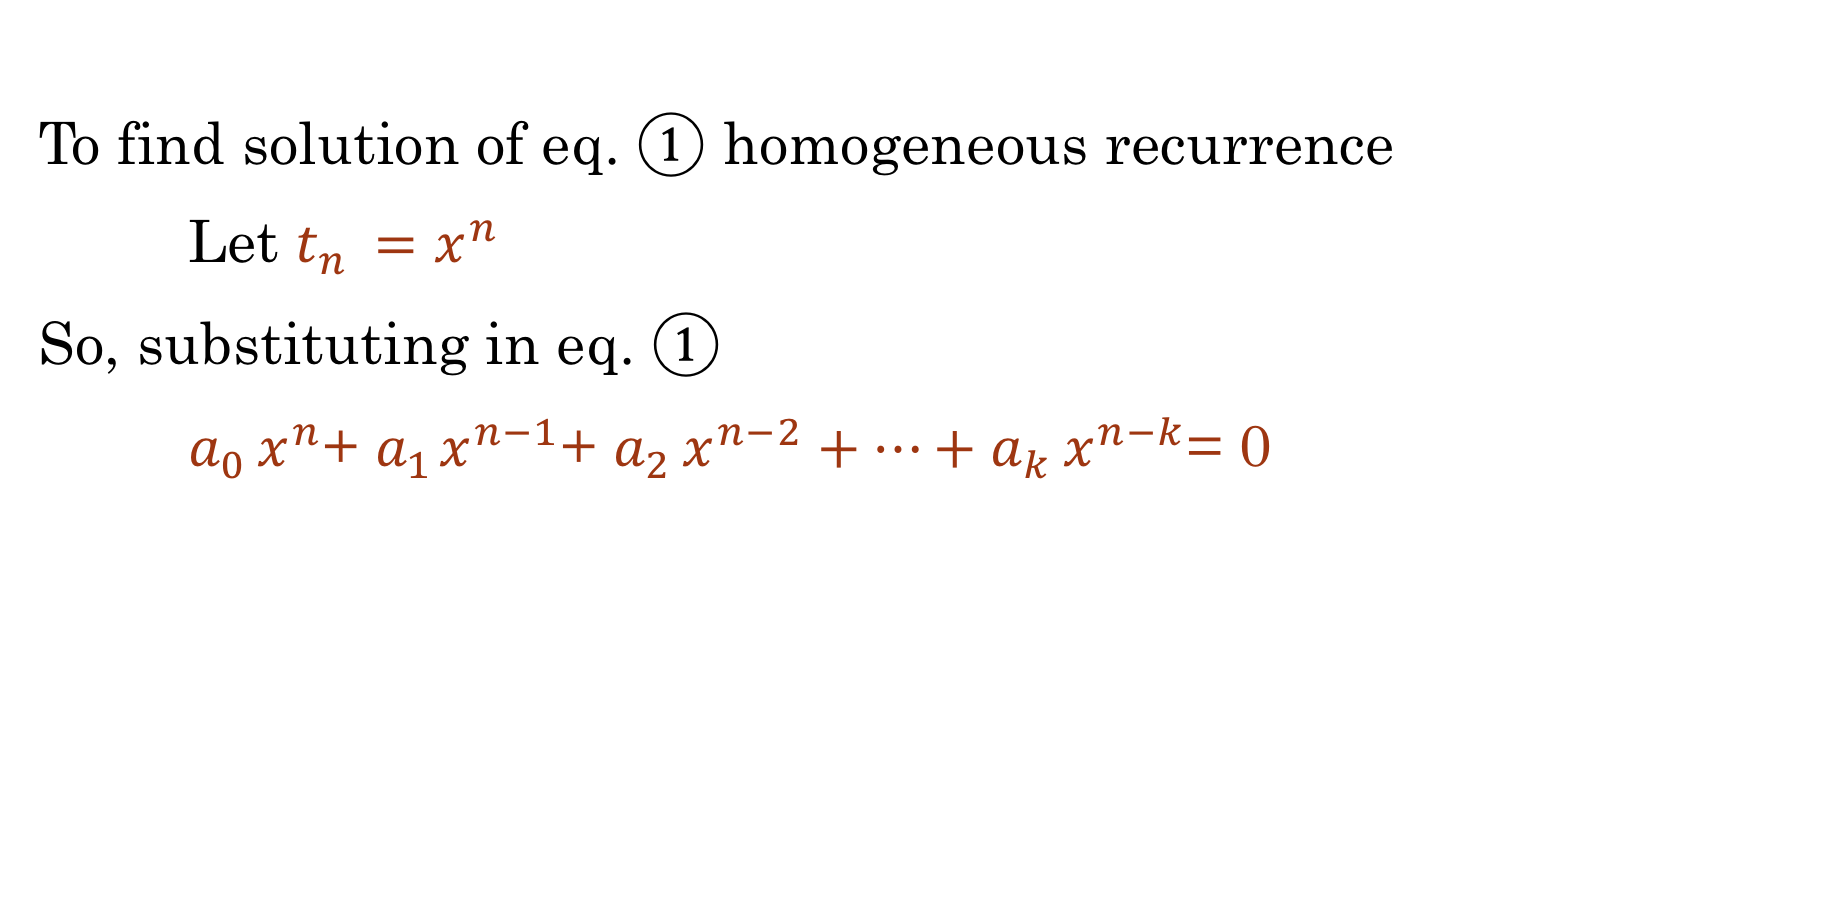 To find solution of eq. ① homogeneous recurrence
Let tₙ = xⁿ
So, substituting in eq. ①
a₀ xⁿ+ a₁ xⁿ⁻¹+ a₂ xⁿ⁻² + ⋯ + aₖ xⁿ⁻ᵏ= 0